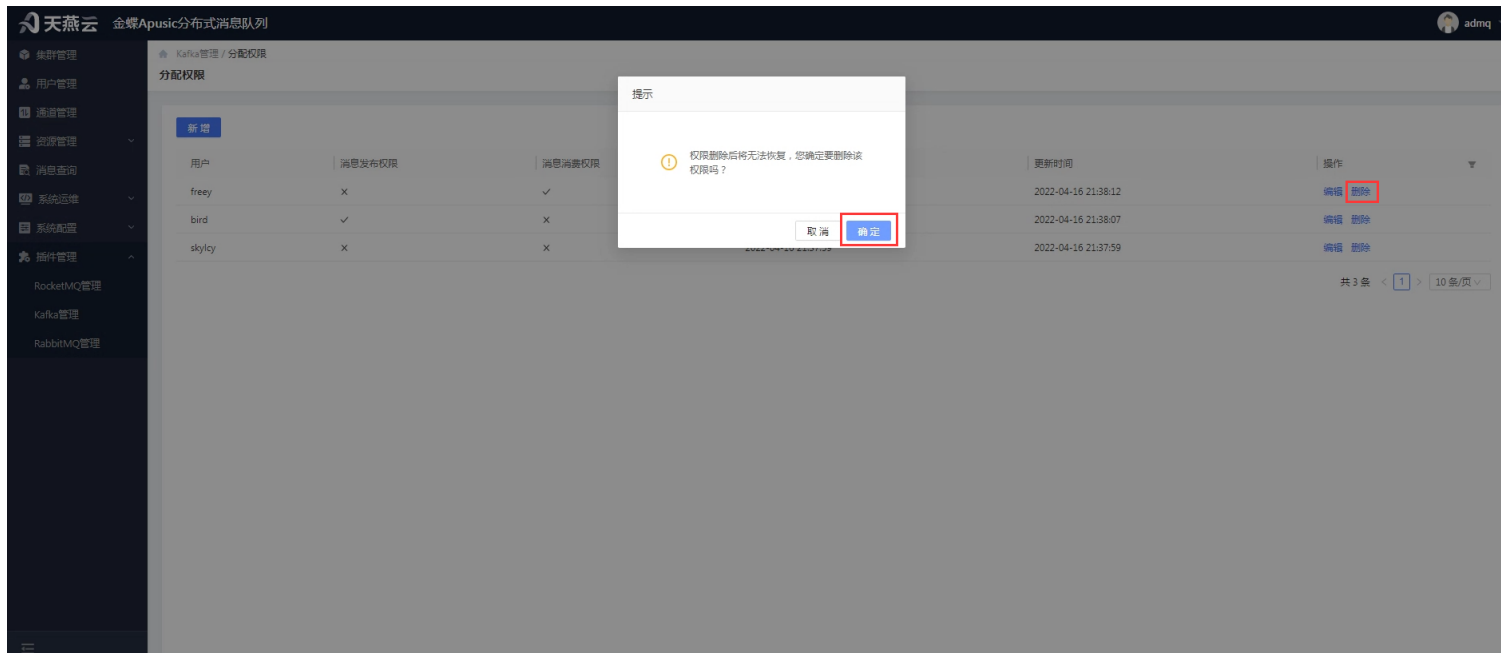 天燕云 金蝶Apusic分布式消息队列
admq
集群管理
用户管理
通道管理
资源管理
消息查询
系统运维
系统配置
插件管理
RocketMQ管理
Kafka管理
RabbitMQ管理
Kafka管理 / 分配权限
分配权限
新增
用户 消息发布权限 消息消费权限 更新时间 操作
freey 2022-04-16 21:38:12 编辑 删除
bird 2022-04-16 21:38:07 编辑 删除
skylcy 2022-04-16 21:37:59 2022-04-16 21:37:59 编辑 删除
共 3 条 < 1 > 10 条/页
提示
权限删除后将无法恢复，您确定要删除该
权限吗？
取消 确定